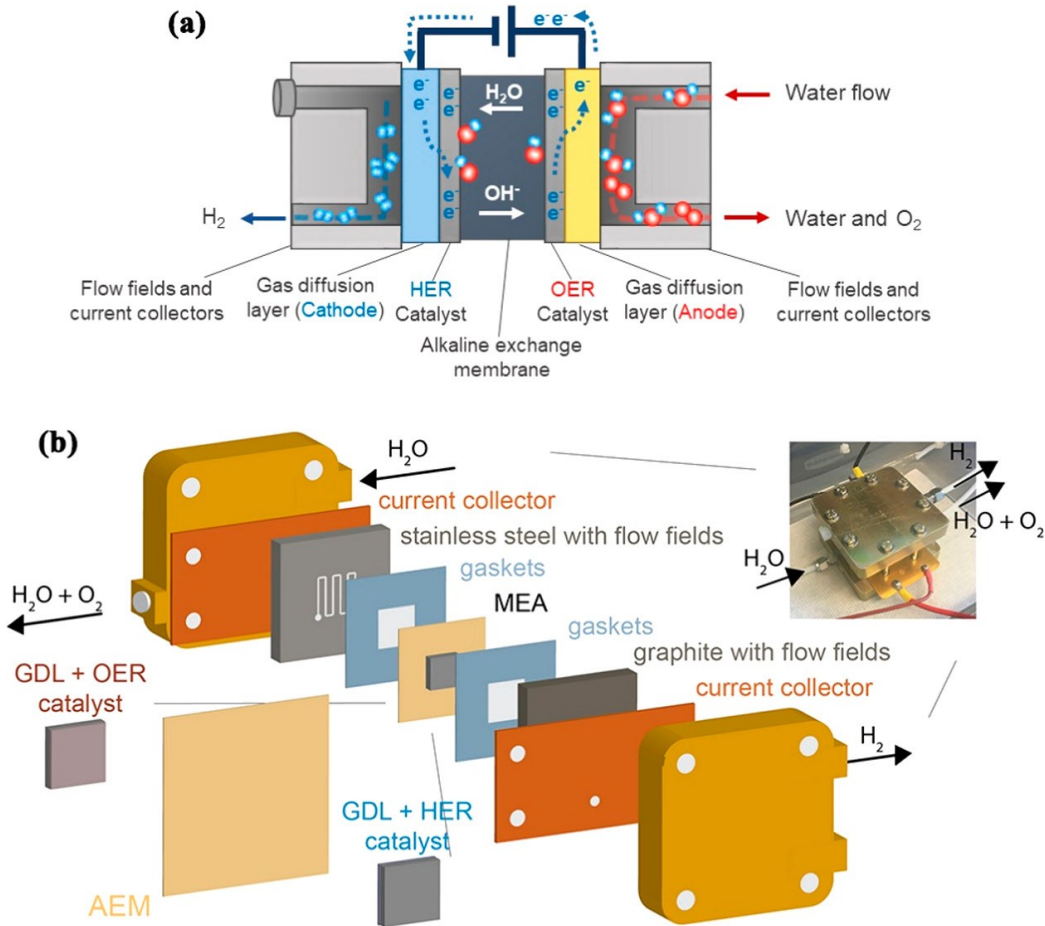 (a)
e⁻ e⁻
e⁻
e⁻
e⁻
e⁻
H₂O
e⁻
e⁻
e⁻
Water flow
e⁻
e⁻
OH⁻
e⁻
e⁻
H₂
Water and O₂
Flow fields and
current collectors
Gas diffusion
layer (Cathode)
HER
Catalyst
OER
Catalyst
Gas diffusion
layer (Anode)
Flow fields and
current collectors
Alkaline exchange
membrane
(b)
H₂O
current collector
stainless steel with flow fields
gaskets
MEA
gaskets
graphite with flow fields
current collector
H₂O + O₂
GDL + OER
catalyst
AEM
GDL + HER
catalyst
H₂
H₂
H₂O + O₂
H₂O